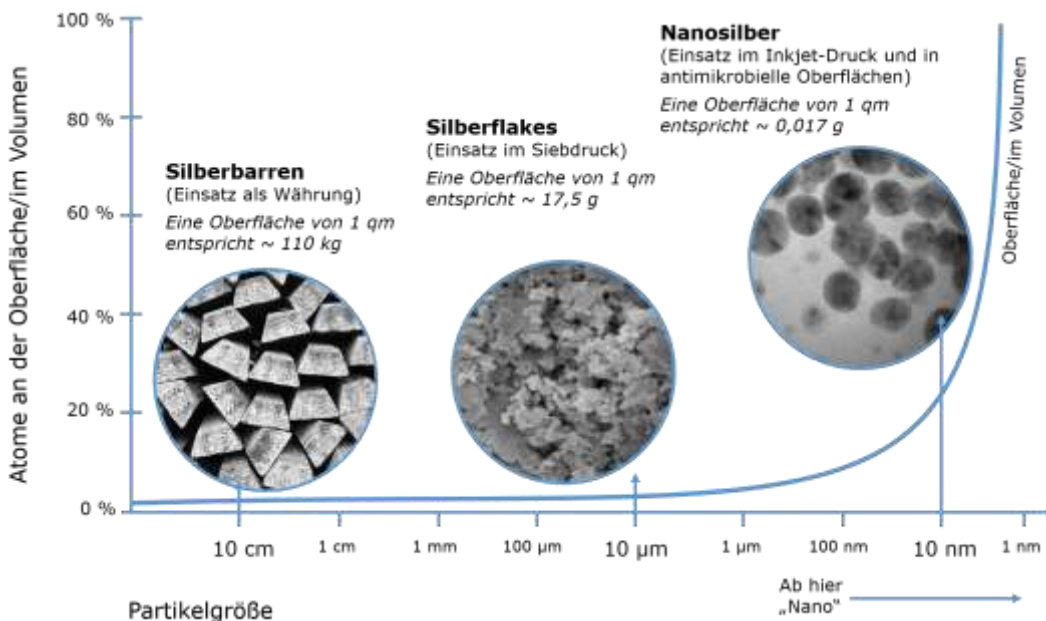 100 %
80 %
60 %
40 %
20 %
0 %
Atome an der Oberfläche/im Volumen
Silberbarren
(Einsatz als Währung)
Eine Oberfläche von 1 qm
entspricht ~ 110 kg
Silberflakes
(Einsatz im Siebdruck)
Eine Oberfläche von 1 qm
entspricht ~ 17,5 g
Nanosilber
(Einsatz im Inkjet-Druck und in
antimikrobielle Oberflächen)
Eine Oberfläche von 1 qm
entspricht ~ 0,017 g
Oberfläche/im Volumen
10 cm
1 cm
1 mm
100 µm
10 µm
1 µm
100 nm
10 nm
1 nm
Ab hier
„Nano"
Partikelgröße